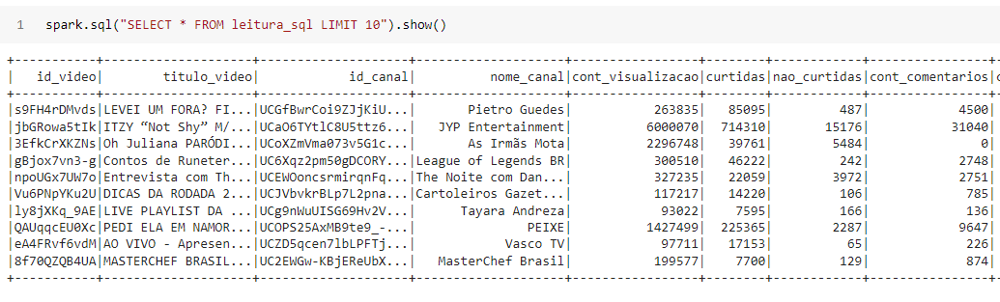 1 spark.sql("SELECT * FROM leitura_sql LIMIT 10").show()
+-----------+--------------------+--------------------+--------------------+-----------------+--------+------------+----------------+
| id_video| titulo_video| id_canal| nome_canal|cont_visualizacao|curtidas|nao_curtidas|cont_comentarios|
+-----------+--------------------+--------------------+--------------------+-----------------+--------+------------+----------------+
|s9FH4rDMvds|LEVEI UM FORA? FI...|UCGfBwrCoi9ZJjKiU...| Pietro Guedes| 263835| 85095| 487| 4500|
|jbGRowa5tIk|ITZY “Not Shy” M/...|UCaO6TYtlC8U5ttz6...| JYP Entertainment| 6000070| 714310| 15176| 31040|
|3EfkCrXKZNs|Oh Juliana PARÓDI...|UCoXZmVma073v5G1c...| As Irmãs Mota| 2296748| 39761| 5484| 0|
|gBjox7vn3-g|Contos de Runeter...|UC6Xqz2pm50gDCORY...|League of Legends BR| 300510| 46222| 242| 2748|
|npoUGx7UW7o|Entrevista com Th...|UCEWOoncsrmirqnFq...|The Noite com Dan...| 327235| 22059| 3972| 2751|
|Vu6PNpYKu2U|DICAS DA RODADA 2...|UCJVbvkrBLp7L2pna...|Cartoleiros Gazet...| 117217| 14220| 106| 785|
|ly8jXKq_9AE|LIVE PLAYLIST DA ...|UCg9nWuUISG69Hv2V...| Tayara Andreza| 93022| 7595| 166| 136|
|QAUqqcEU0Xc|PEDI ELA EM NAMOR...|UCOPS25AxMB9te9_-...| PEIXE| 1427499| 225365| 2287| 9647|
|eA4FRvf6vdM|AO VIVO - Apresen...|UCZD5qcen7lbLPFTj...| Vasco TV| 97711| 17153| 65| 226|
|8f70QZQB4UA|MASTERCHEF BRASIL...|UC2EWGw-KBjEReUbX...| MasterChef Brasil| 199577| 7700| 129| 874|
+-----------+--------------------+--------------------+--------------------+-----------------+--------+------------+----------------+